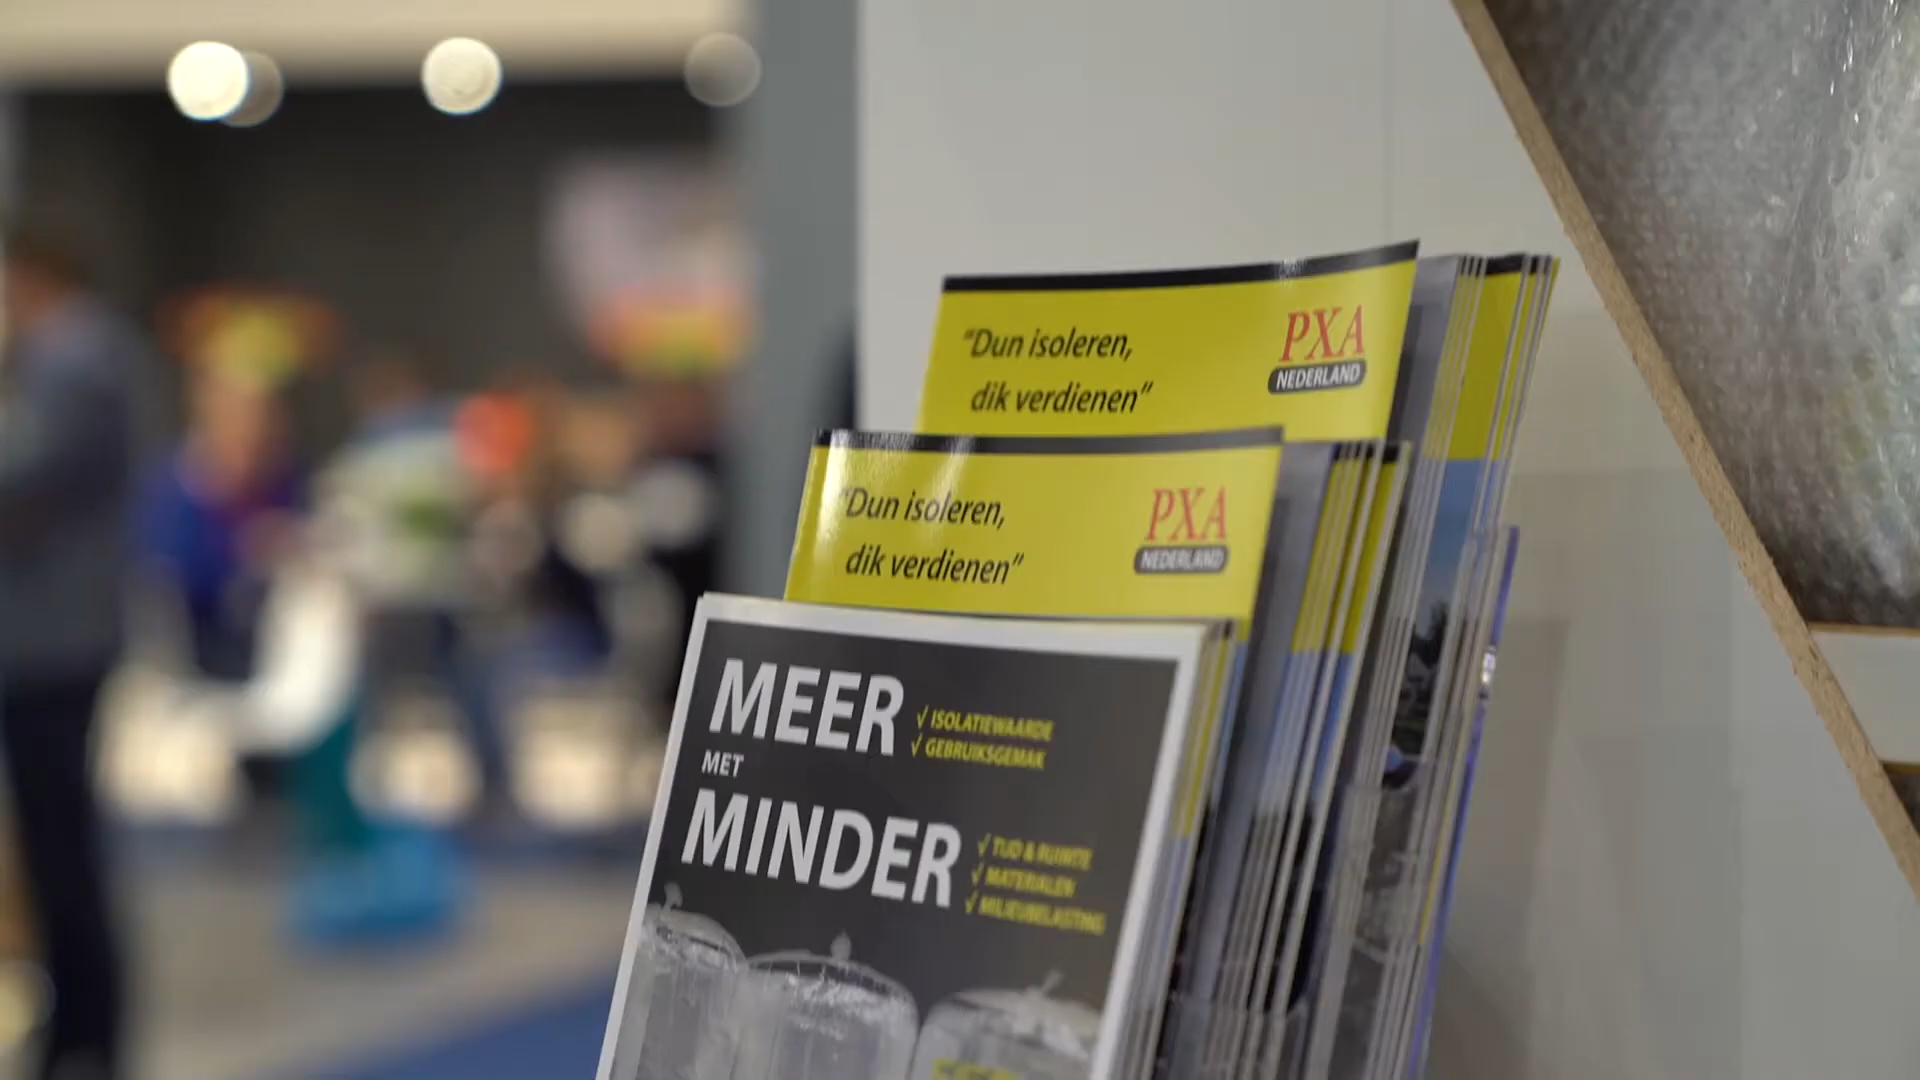 “Dun isoleren,
dik verdienen”
PXA
NEDERLAND
“Dun isoleren,
dik verdienen”
PXA
NEDERLAND
MEER
√ ISOLATIEWAARDE
√ GEBRUIKSGEMAK
MET
MINDER
√ TIJD & RUIMTE
√ MATERIALEN
√ MILIEUBELASTING